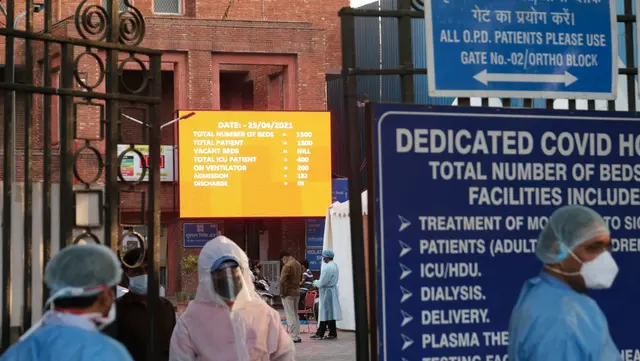 गेट का प्रयोग करें.
ALL O.P.D. PATIENTS PLEASE USE
GATE No.-02/ORTHO BLOCK
DATE: - 25/04/2021
TOTAL NUMBER OF BEDS = 1500
TOTAL PATIENT = 1500
VACANT BEDS = NILL
TOTAL ICU PATIENT = 400
ON VENTILATOR = 200
ADMISSION =
DISCHARGE =
DEDICATED COVID HO
TOTAL NUMBER OF BEDS
FACILITIES INCLUDE
➢ TREATMENT OF MO
➢ PATIENTS (ADULT
➢ ICU/HDU.
➢ DIALYSIS.
➢ DELIVERY.
➢ PLASMA THE
TESTING FAC